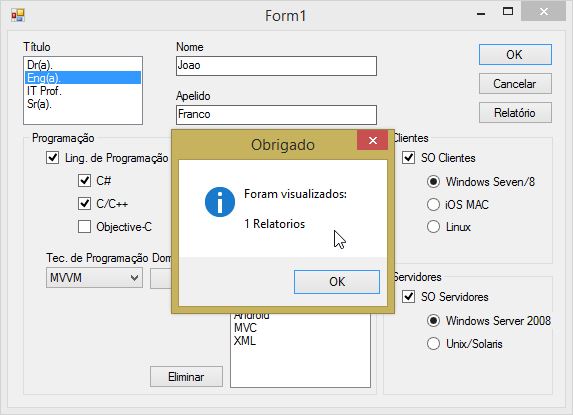 Form1
Título
Dr(a).
Eng(a).
IT Prof.
Sr(a).
Nome
Joao
Apelido
Franco
OK
Cancelar
Relatório
Programação
Ling. de Programação
C#
C/C++
Objective-C
Tec. de Programação Dom
MVVM
Android
MVC
XML
Eliminar
Obrigado
Foram visualizados:
1 Relatorios
OK
Clientes
SO Clientes
Windows Seven/8
iOS MAC
Linux
Servidores
SO Servidores
Windows Server 2008
Unix/Solaris